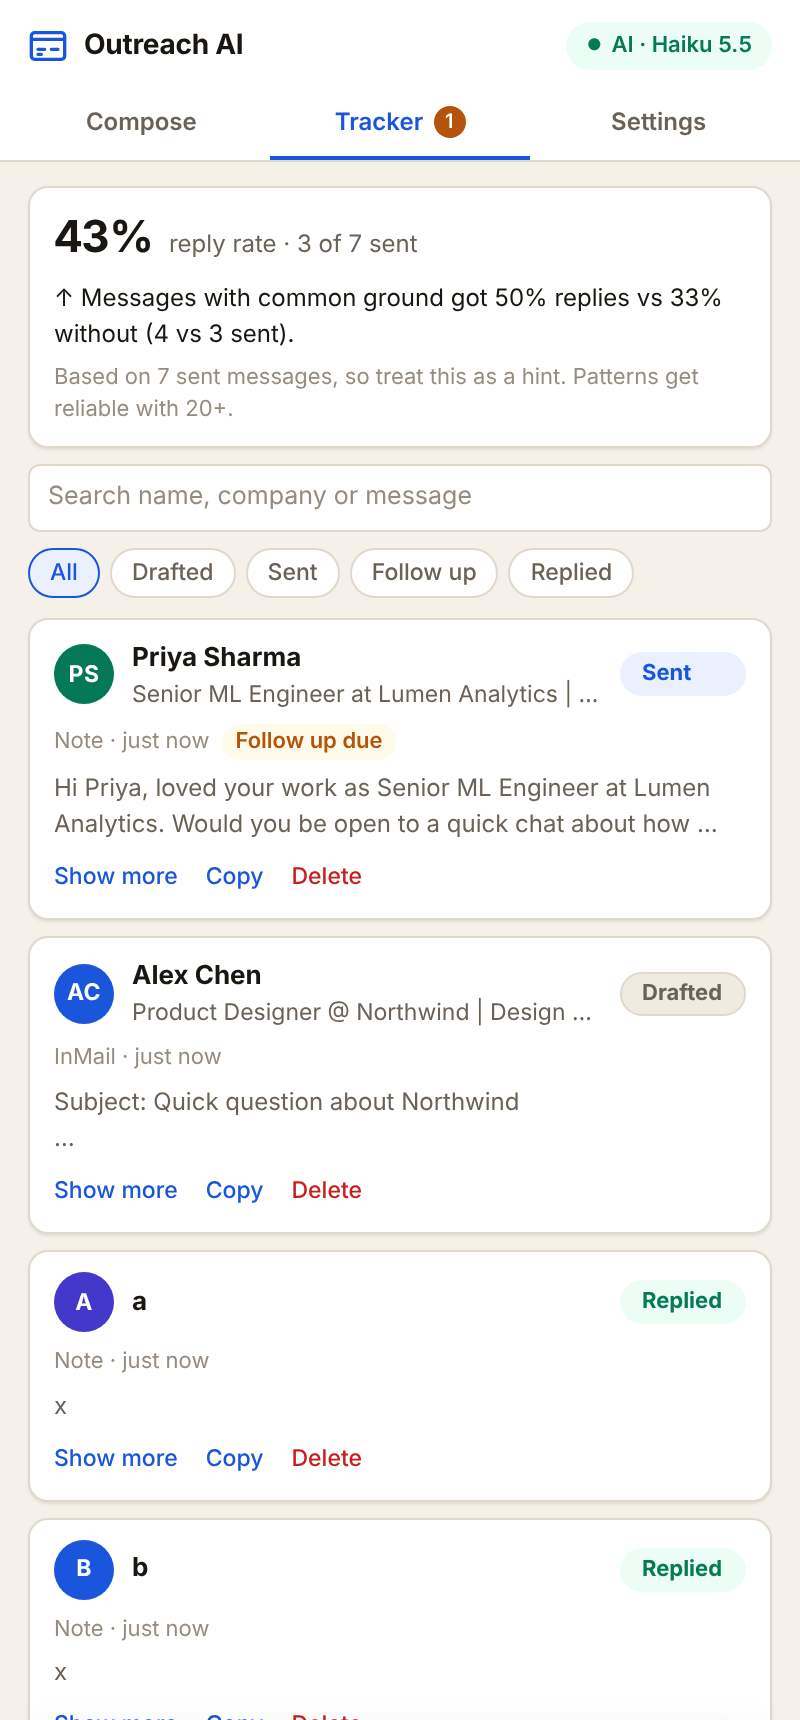 Outreach AI
AI · Haiku 5.5
Compose
Tracker 1
Settings
43% reply rate · 3 of 7 sent
↑ Messages with common ground got 50% replies vs 33%
without (4 vs 3 sent).
Based on 7 sent messages, so treat this as a hint. Patterns get
reliable with 20+.
Search name, company or message
All
Drafted
Sent
Follow up
Replied
PS
Priya Sharma
Senior ML Engineer at Lumen Analytics | ...
Sent
Note · just now
Follow up due
Hi Priya, loved your work as Senior ML Engineer at Lumen
Analytics. Would you be open to a quick chat about how ...
Show more
Copy
Delete
AC
Alex Chen
Product Designer @ Northwind | Design ...
Drafted
InMail · just now
Subject: Quick question about Northwind
...
Show more
Copy
Delete
A
a
Replied
Note · just now
x
Show more
Copy
Delete
B
b
Replied
Note · just now
x
Show more
Copy
Delete